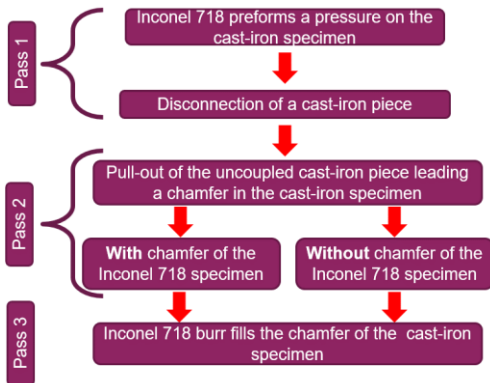 Pass 1
Inconel 718 preforms a pressure on the
cast-iron specimen
Disconnection of a cast-iron piece
Pass 2
Pull-out of the uncoupled cast-iron piece leading
a chamfer in the cast-iron specimen
With chamfer of the
Inconel 718 specimen
Without chamfer of the
Inconel 718 specimen
Pass 3
Inconel 718 burr fills the chamfer of the cast-iron
specimen